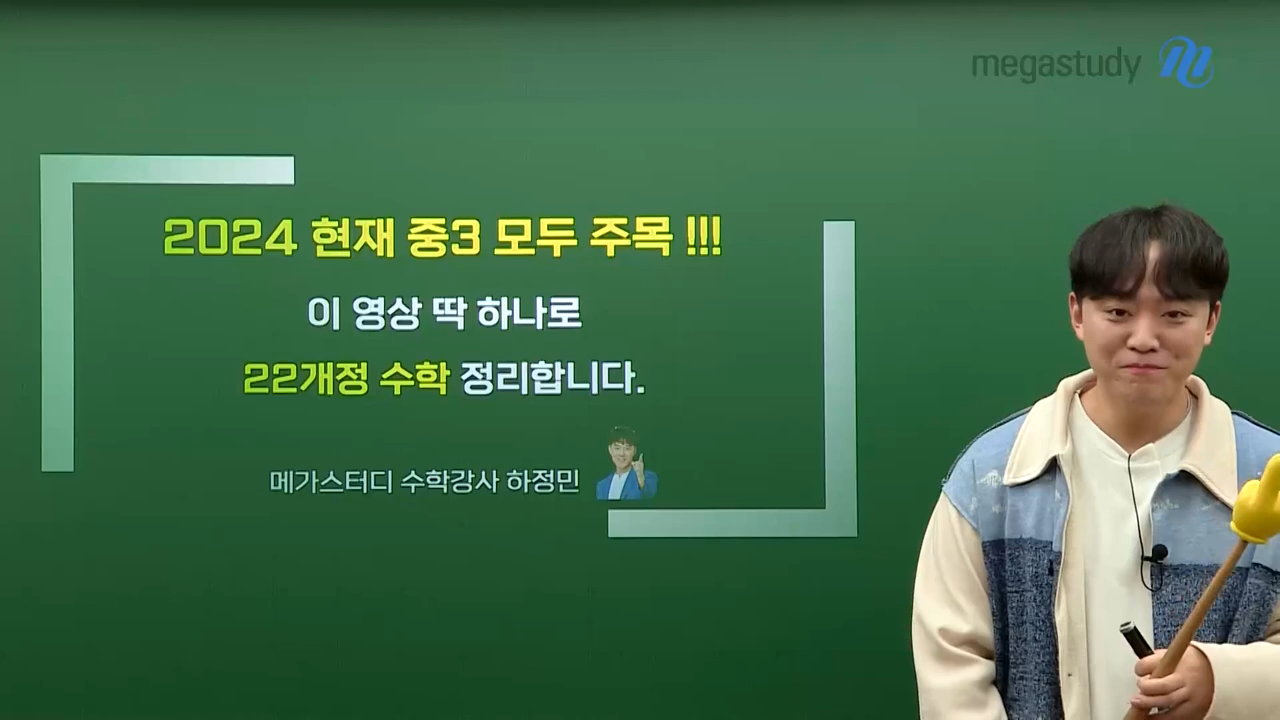 megastudy
2024 현재 중3 모두 주목 !!!
이 영상 딱 하나로
22개정 수학 정리합니다.
메가스터디 수학강사 하정민